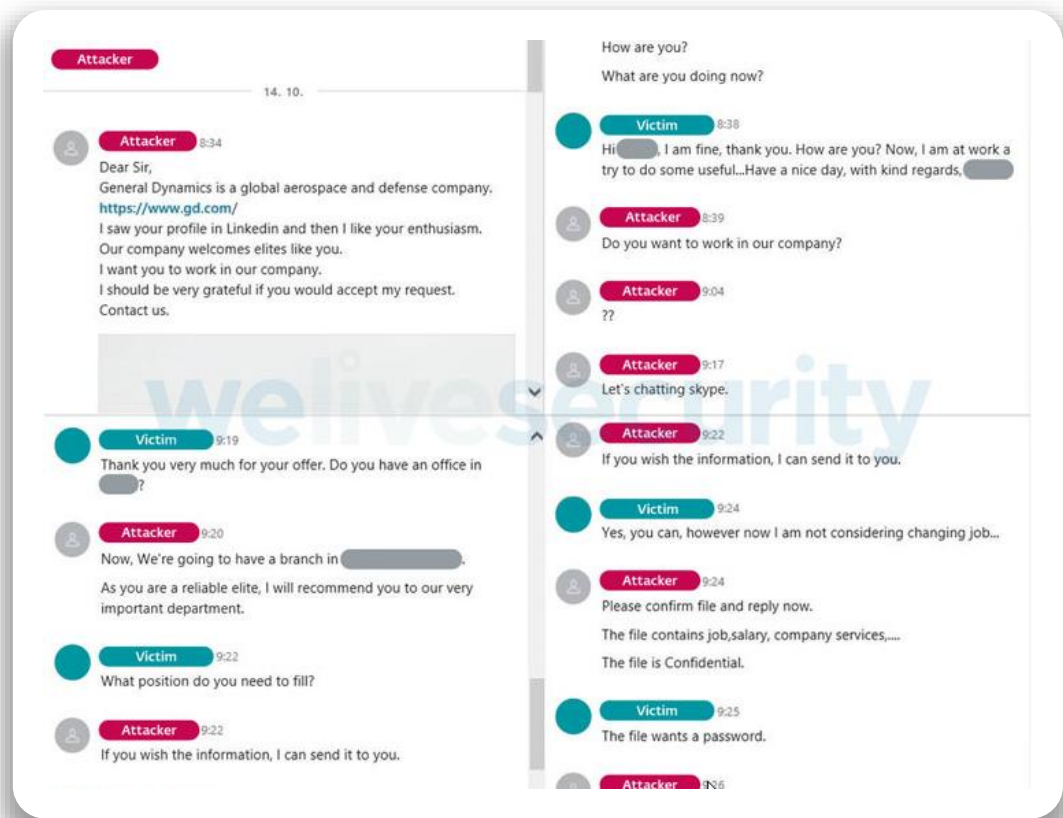 Attacker
14. 10.
Attacker 8:34
Dear Sir,
General Dynamics is a global aerospace and defense company.
https://www.gd.com/
I saw your profile in Linkedin and then I like your enthusiasm.
Our company welcomes elites like you.
I want you to work in our company.
I should be very grateful if you would accept my request.
Contact us.
How are you?
What are you doing now?
Victim 8:38
Hi , I am fine, thank you. How are you? Now, I am at work a
try to do some useful...Have a nice day, with kind regards,
Attacker 8:39
Do you want to work in our company?
Attacker 9:04
??
Attacker 9:17
Let's chatting skype.
welivesecurity
Victim 9:19
Thank you very much for your offer. Do you have an office in
?
Attacker 9:20
Now, We're going to have a branch in .
As you are a reliable elite, I will recommend you to our very
important department.
Victim 9:22
What position do you need to fill?
Attacker 9:22
If you wish the information, I can send it to you.
Attacker 9:22
If you wish the information, I can send it to you.
Victim 9:24
Yes, you can, however now I am not considering changing job...
Attacker 9:24
Please confirm file and reply now.
The file contains job,salary, company services,....
The file is Confidential.
Victim 9:25
The file wants a password.
Attacker